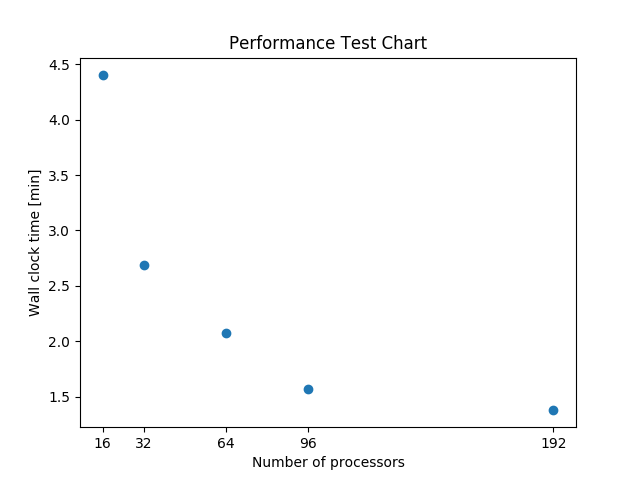 Performance Test Chart
4.5
4.0
3.5
3.0
2.5
2.0
1.5
Wall clock time [min]
16 32 64 96 192
Number of processors